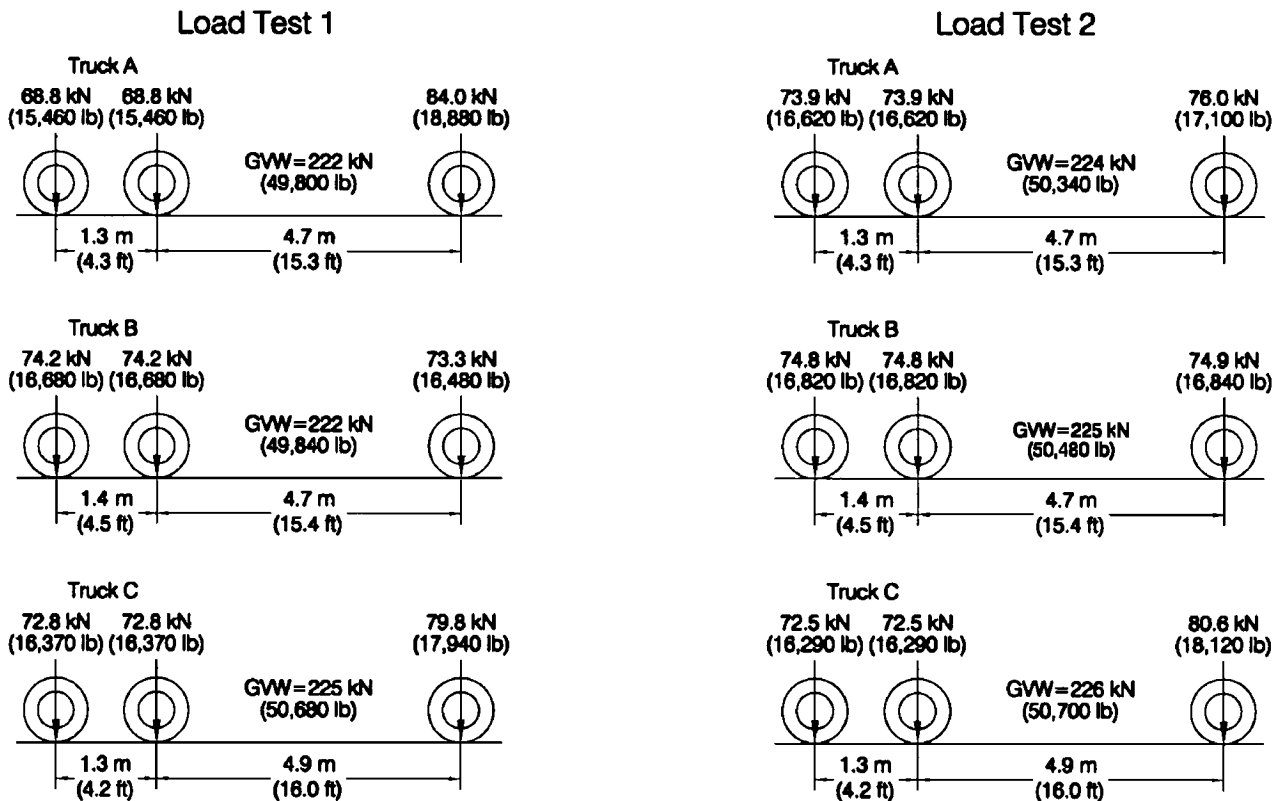 Load Test 1
Truck A
68.8 kN 68.8 kN 84.0 kN
(15,460 lb) (15,460 lb) (18,880 lb)
GVW=222 kN
(49,800 lb)
1.3 m 4.7 m
(4.3 ft) (15.3 ft)
Truck B
74.2 kN 74.2 kN 73.3 kN
(16,680 lb) (16,680 lb) (16,480 lb)
GVW=222 kN
(49,840 lb)
1.4 m 4.7 m
(4.5 ft) (15.4 ft)
Truck C
72.8 kN 72.8 kN 79.8 kN
(16,370 lb) (16,370 lb) (17,940 lb)
GVW=225 kN
(50,680 lb)
1.3 m 4.9 m
(4.2 ft) (16.0 ft)
Load Test 2
Truck A
73.9 kN 73.9 kN 76.0 kN
(16,620 lb) (16,620 lb) (17,100 lb)
GVW=224 kN
(50,340 lb)
1.3 m 4.7 m
(4.3 ft) (15.3 ft)
Truck B
74.8 kN 74.8 kN 74.9 kN
(16,820 lb) (16,820 lb) (16,840 lb)
GVW=225 kN
(50,480 lb)
1.4 m 4.7 m
(4.5 ft) (15.4 ft)
Truck C
72.5 kN 72.5 kN 80.6 kN
(16,290 lb) (16,290 lb) (18,120 lb)
GVW=226 kN
(50,700 lb)
1.3 m 4.9 m
(4.2 ft) (16.0 ft)